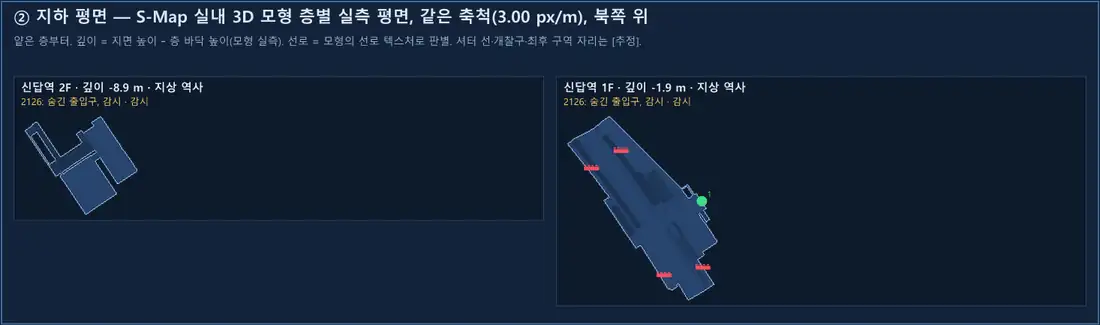 ② 지하 평면 — S-Map 실내 3D 모형 층별 실측 평면, 같은 축척(3.00 px/m), 북쪽 위
얕은 층부터. 깊이 = 지면 높이 - 층 바닥 높이(모형 실측). 선로 = 모형의 선로 텍스처로 판별. 셔터 선·개찰구·최후 구역 자리는 [추정].
신답역 2F · 깊이 -8.9 m · 지상 역사
2126: 숨긴 출입구, 감시 · 감시
신답역 1F · 깊이 -1.9 m · 지상 역사
2126: 숨긴 출입구, 감시 · 감시
1